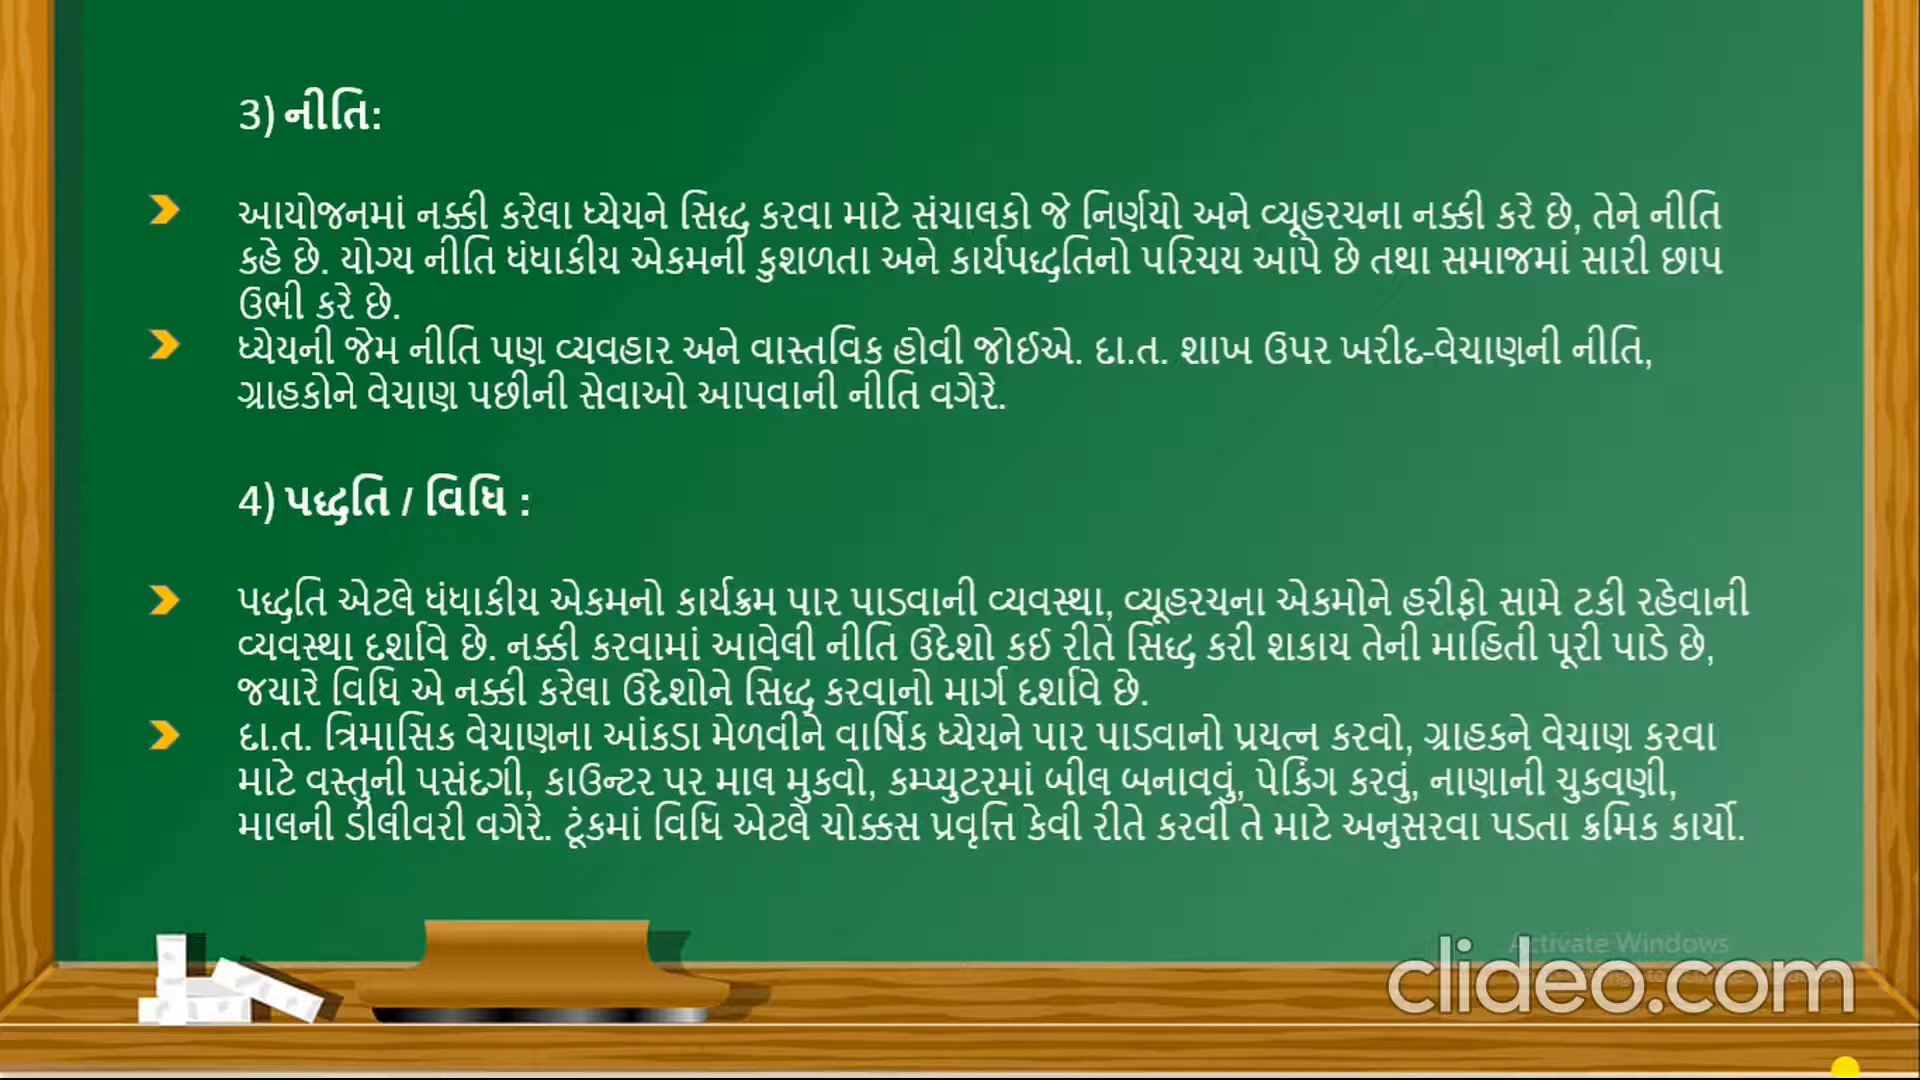 3) નીતિ:
આયોજનમાં નક્કી કરેલા ધ્યેયને સિદ્ધ કરવા માટે સંચાલકો જે નિર્ણયો અને વ્યૂહરચના નક્કી કરે છે, તેને નીતિ
કહે છે. યોગ્ય નીતિ ધંધાકીય એકમની કુશળતા અને કાર્યપદ્ધતિનો પરિચય આપે છે તથા સમાજમાં સારી છાપ
ઉભી કરે છે.
ધ્યેયની જેમ નીતિ પણ વ્યવહાર અને વાસ્તવિક હોવી જોઈએ. દા.ત. શાખ ઉપર ખરીદ-વેચાણની નીતિ,
ગ્રાહકોને વેચાણ પછીની સેવાઓ આપવાની નીતિ વગેરે.
4) પદ્ધતિ / વિધિ :
પદ્ધતિ એટલે ધંધાકીય એકમનો કાર્યક્રમ પાર પાડવાની વ્યવસ્થા, વ્યૂહરચના એકમોને હરીફો સામે ટકી રહેવાની
વ્યવસ્થા દર્શાવે છે. નક્કી કરવામાં આવેલી નીતિ ઉદેશો કઈ રીતે સિદ્ધ કરી શકાય તેની માહિતી પૂરી પાડે છે,
જયારે વિધિ એ નક્કી કરેલા ઉદેશોને સિદ્ધ કરવાનો માર્ગ દર્શાવે છે.
દા.ત. ત્રિમાસિક વેચાણના આંકડા મેળવીને વાર્ષિક ધ્યેયને પાર પાડવાનો પ્રયત્ન કરવો, ગ્રાહકને વેચાણ કરવા
માટે વસ્તુની પસંદગી, કાઉન્ટર પર માલ મુકવો, કમ્પ્યુટરમાં બીલ બનાવવું, પેકિંગ કરવું, નાણાની ચુકવણી,
માલની ડીલીવરી વગેરે. ટૂંકમાં વિધિ એટલે ચોક્કસ પ્રવૃત્તિ કેવી રીતે કરવી તે માટે અનુસરવા પડતા ક્રમિક કાર્યો.
Activate Windows
clideo.com